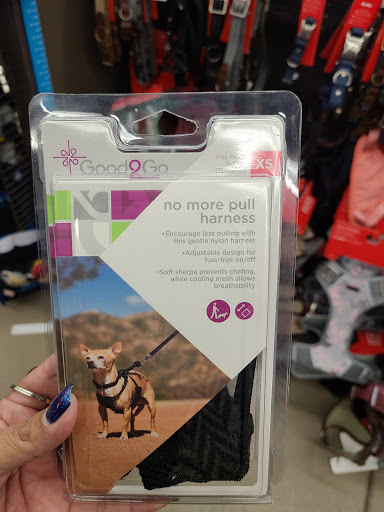 Good2Go
XS
no more pull
harness
•Encourage less pulling with
this gentle nylon harness
•Adjustable design for
fuss-free on/off
•Soft sherpa prevents chafing,
while cooling mesh allows
breathability